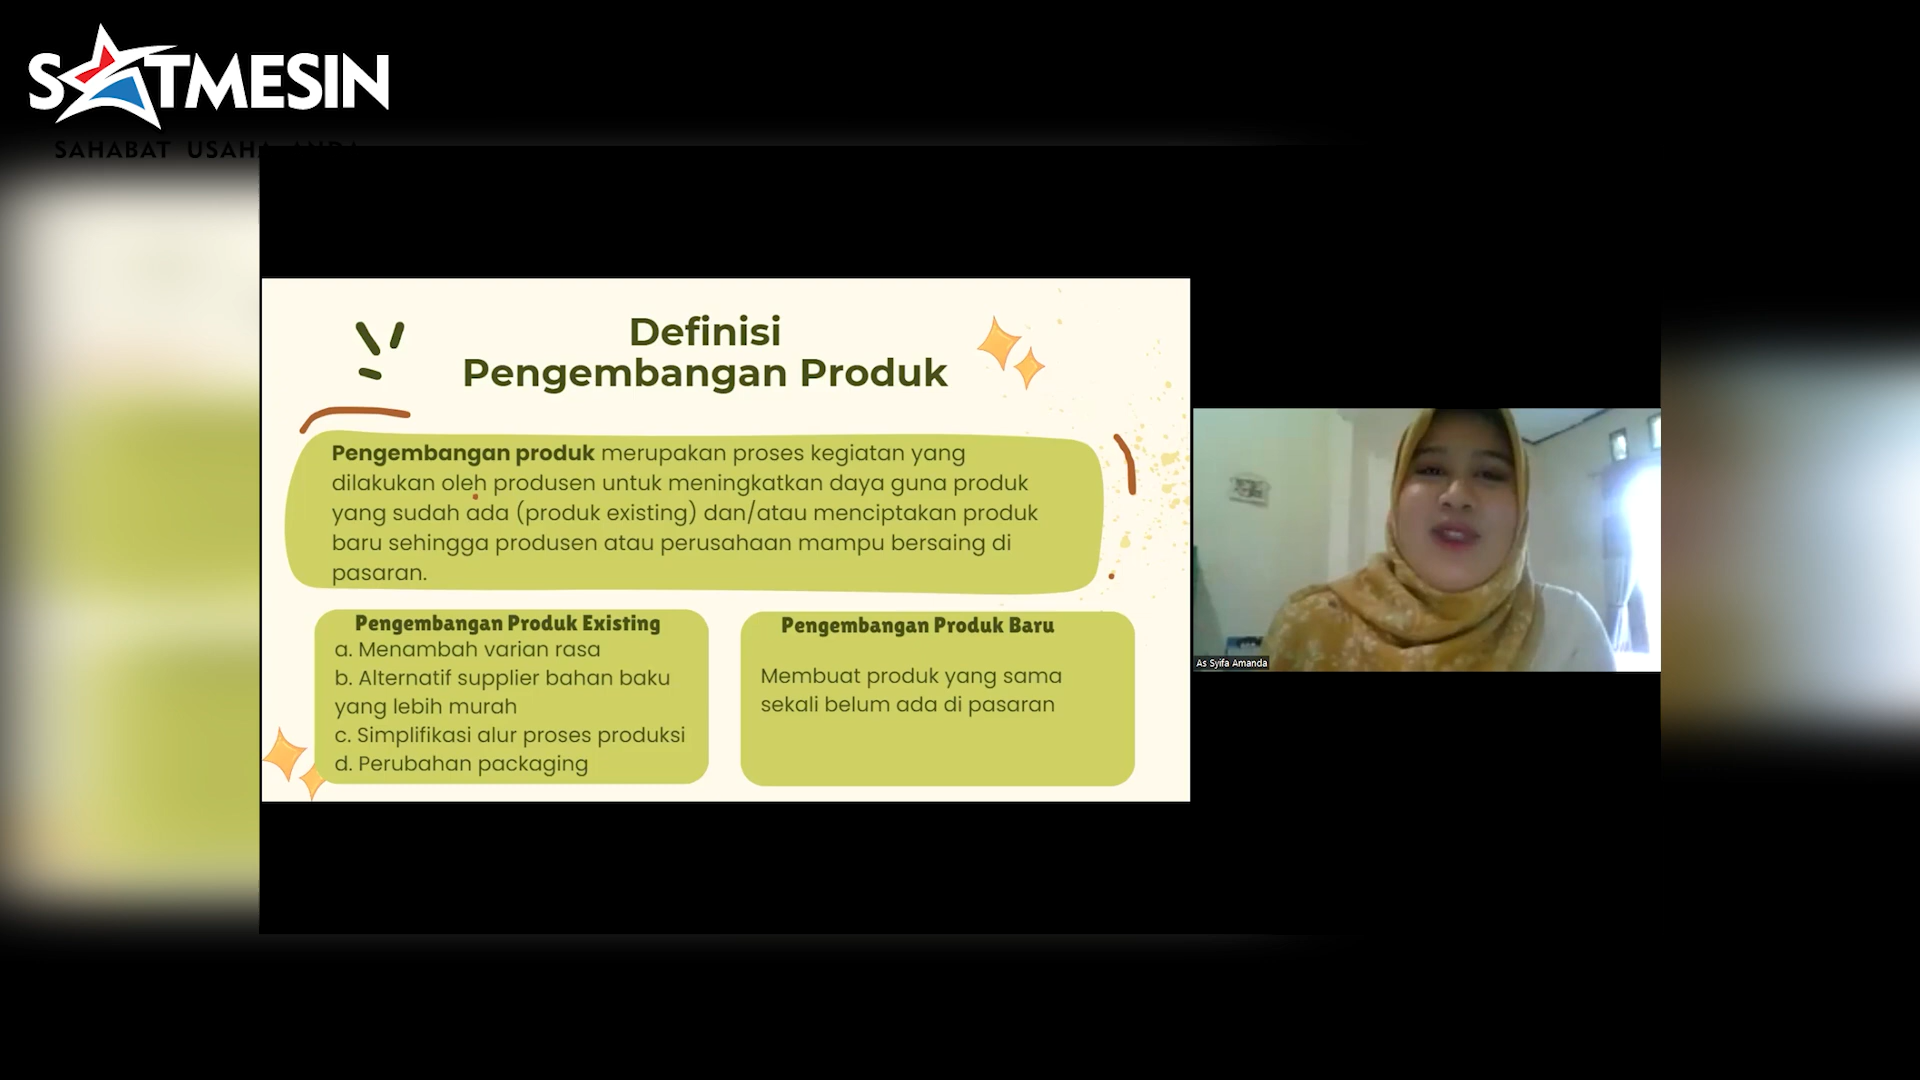 SATMESIN
SAHABAT USAHA ANDA
Definisi
Pengembangan Produk
Pengembangan produk merupakan proses kegiatan yang
dilakukan oleh produsen untuk meningkatkan daya guna produk
yang sudah ada (produk existing) dan/atau menciptakan produk
baru sehingga produsen atau perusahaan mampu bersaing di
pasaran.
Pengembangan Produk Existing
a. Menambah varian rasa
b. Alternatif supplier bahan baku
yang lebih murah
c. Simplifikasi alur proses produksi
d. Perubahan packaging
Pengembangan Produk Baru
Membuat produk yang sama
sekali belum ada di pasaran
As Syifa Amanda